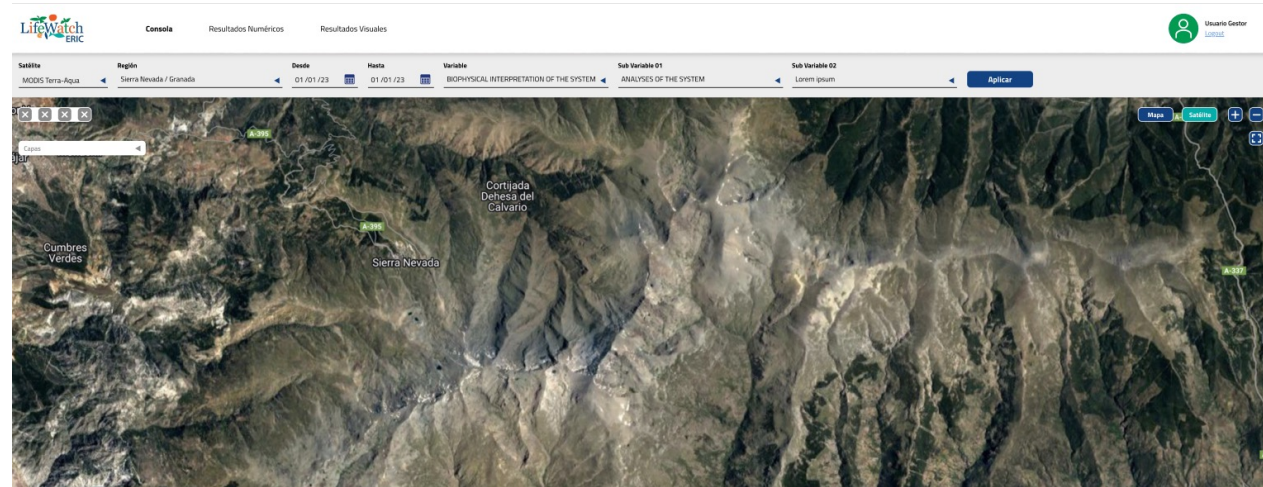 LifeWatch
ERIC
Consola
Resultados Numéricos
Resultados Visuales
Usuario Gestor
Logout
Satélite
Región
Desde
Hasta
Variable
Sub Variable 01
Sub Variable 02
MODIS Terra-Aqua
Sierra Nevada / Granada
01 /01 /23
01 /01 /23
BIOPHYSICAL INTERPRETATION OF THE SYSTEM
ANALYSES OF THE SYSTEM
Lorem ipsum
Aplicar
Mapa
Satélite
A-395
Capas
Cortijada
Dehesa del
Calvario
A-395
Cumbres
Verdes
Sierra Nevada
A-337